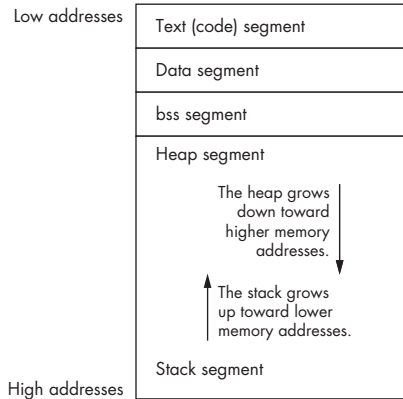 Low addresses
Text (code) segment
Data segment
bss segment
Heap segment
The heap grows
down toward
higher memory
addresses.
The stack grows
up toward lower
memory addresses.
Stack segment
High addresses